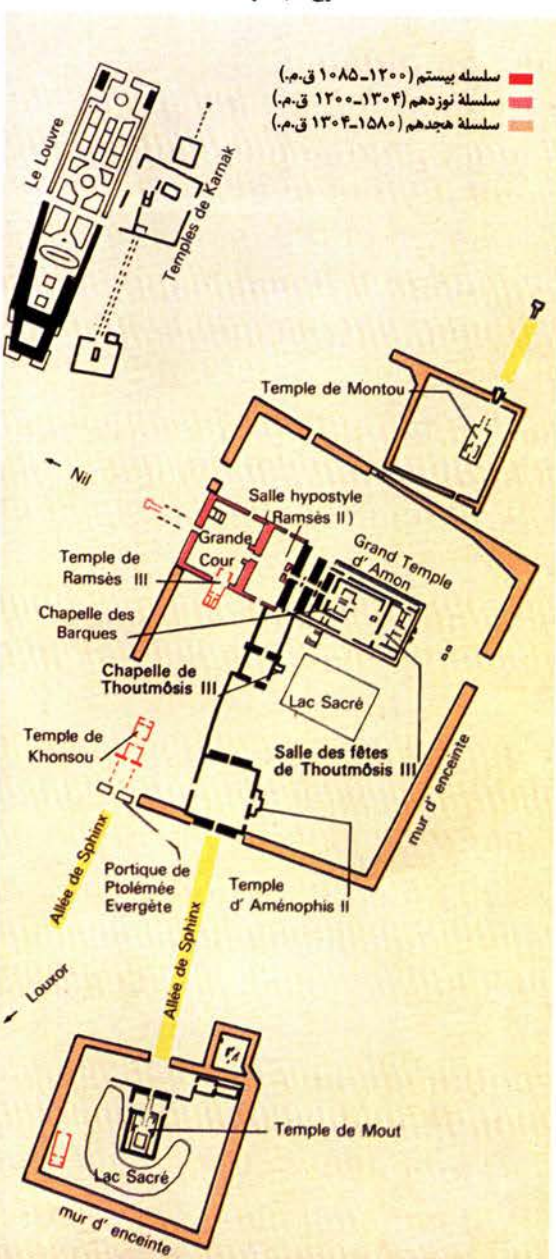 سلسله بیستم (۱۲۰۰-۱۰۸۵ ق.م.)
سلسلهٔ نوزدهم (۱۳۰۴-۱۲۰۰ ق.م.)
سلسلهٔ هجدهم (۱۵۸۰-۱۳۰۴ ق.م.)
Le Louvre
Temples de Karnak
Temple de Montou
Nil
Salle hypostyle
(Ramsès II)
Grande
Cour
Grand Temple
d' Amon
Temple de
Ramsès III
Chapelle des
Barques
Chapelle de
Thoutmôsis III
Lac Sacré
Temple de
Khonsou
Salle des fêtes
de Thoutmôsis III
mur d' enceinte
Allée de Sphinx
Portique de
Ptolémée
Evergète
Temple
d' Aménophis II
Allée de Sphinx
Louxor
Temple de Mout
Lac Sacré
mur d' enceinte